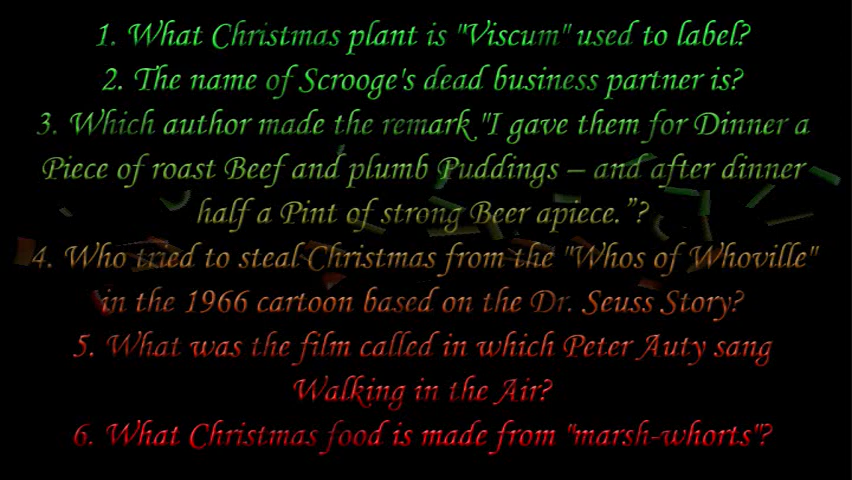 1. What Christmas plant is "Viscum" used to label?
2. The name of Scrooge's dead business partner is?
3. Which author made the remark "I gave them for Dinner a
Piece of roast Beef and plumb Puddings – and after dinner
half a Pint of strong Beer apiece.”?
4. Who tried to steal Christmas from the "Whos of Whoville"
in the 1966 cartoon based on the Dr. Seuss Story?
5. What was the film called in which Peter Auty sang
Walking in the Air?
6. What Christmas food is made from "marsh-whorts"?